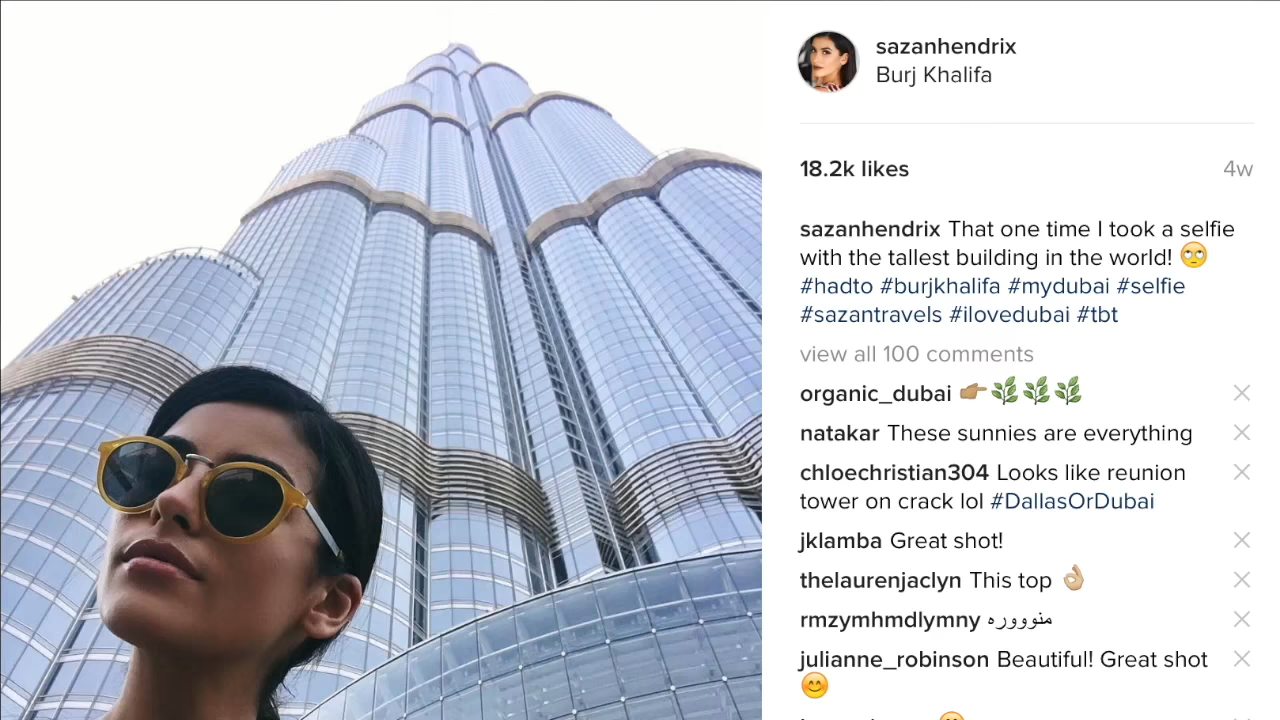 sazanhendrix
Burj Khalifa
18.2k likes
4w
sazanhendrix That one time I took a selfie
with the tallest building in the world! 🙄
#hadto #burjkhalifa #mydubai #selfie
#sazantravels #ilovedubai #tbt
view all 100 comments
organic_dubai 👉🏽🌿🌿🌿
natakar These sunnies are everything
chloechristian304 Looks like reunion
tower on crack lol #DallasOrDubai
jklamba Great shot!
thelaurenjaclyn This top 👌🏼
rmzymhmdlymny منووورہ
julianne_robinson Beautiful! Great shot
😊